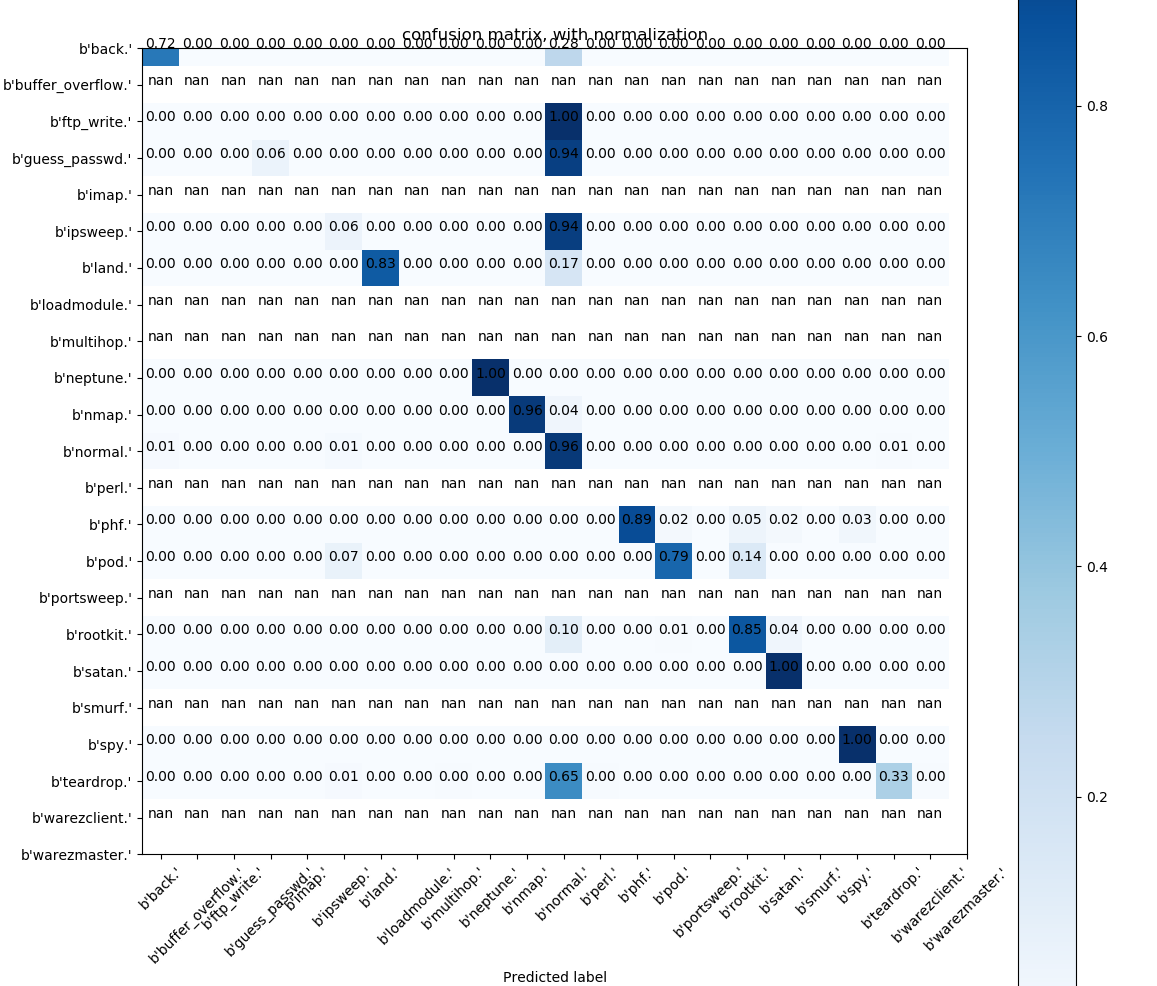 confusion matrix, with normalization
b'back.' 0.72 0.00 0.00 0.00 0.00 0.00 0.00 0.00 0.00 0.00 0.00 0.28 0.00 0.00 0.00 0.00 0.00 0.00 0.00 0.00 0.00 0.00
b'buffer_overflow.' nan nan nan nan nan nan nan nan nan nan nan nan nan nan nan nan nan nan nan nan nan nan
b'ftp_write.' 0.00 0.00 0.00 0.00 0.00 0.00 0.00 0.00 0.00 0.00 0.00 1.00 0.00 0.00 0.00 0.00 0.00 0.00 0.00 0.00 0.00 0.00
b'guess_passwd.' 0.00 0.00 0.00 0.06 0.00 0.00 0.00 0.00 0.00 0.00 0.00 0.94 0.00 0.00 0.00 0.00 0.00 0.00 0.00 0.00 0.00 0.00
b'imap.' nan nan nan nan nan nan nan nan nan nan nan nan nan nan nan nan nan nan nan nan nan nan
b'ipsweep.' 0.00 0.00 0.00 0.00 0.00 0.06 0.00 0.00 0.00 0.00 0.00 0.94 0.00 0.00 0.00 0.00 0.00 0.00 0.00 0.00 0.00 0.00
b'land.' 0.00 0.00 0.00 0.00 0.00 0.00 0.83 0.00 0.00 0.00 0.00 0.17 0.00 0.00 0.00 0.00 0.00 0.00 0.00 0.00 0.00 0.00
b'loadmodule.' nan nan nan nan nan nan nan nan nan nan nan nan nan nan nan nan nan nan nan nan nan nan
b'multihop.' nan nan nan nan nan nan nan nan nan nan nan nan nan nan nan nan nan nan nan nan nan nan
b'neptune.' 0.00 0.00 0.00 0.00 0.00 0.00 0.00 0.00 0.00 1.00 0.00 0.00 0.00 0.00 0.00 0.00 0.00 0.00 0.00 0.00 0.00 0.00
b'nmap.' 0.00 0.00 0.00 0.00 0.00 0.00 0.00 0.00 0.00 0.00 0.96 0.04 0.00 0.00 0.00 0.00 0.00 0.00 0.00 0.00 0.00 0.00
b'normal.' 0.01 0.00 0.00 0.00 0.00 0.01 0.00 0.00 0.00 0.00 0.00 0.96 0.00 0.00 0.00 0.00 0.00 0.00 0.00 0.00 0.01 0.00
b'perl.' nan nan nan nan nan nan nan nan nan nan nan nan nan nan nan nan nan nan nan nan nan nan
b'phf.' 0.00 0.00 0.00 0.00 0.00 0.00 0.00 0.00 0.00 0.00 0.00 0.00 0.00 0.89 0.02 0.00 0.05 0.02 0.00 0.03 0.00 0.00
b'pod.' 0.00 0.00 0.00 0.00 0.00 0.07 0.00 0.00 0.00 0.00 0.00 0.00 0.00 0.00 0.79 0.00 0.14 0.00 0.00 0.00 0.00 0.00
b'portsweep.' nan nan nan nan nan nan nan nan nan nan nan nan nan nan nan nan nan nan nan nan nan nan
b'rootkit.' 0.00 0.00 0.00 0.00 0.00 0.00 0.00 0.00 0.00 0.00 0.00 0.10 0.00 0.00 0.01 0.00 0.85 0.04 0.00 0.00 0.00 0.00
b'satan.' 0.00 0.00 0.00 0.00 0.00 0.00 0.00 0.00 0.00 0.00 0.00 0.00 0.00 0.00 0.00 0.00 0.00 1.00 0.00 0.00 0.00 0.00
b'smurf.' nan nan nan nan nan nan nan nan nan nan nan nan nan nan nan nan nan nan nan nan nan nan
b'spy.' 0.00 0.00 0.00 0.00 0.00 0.00 0.00 0.00 0.00 0.00 0.00 0.00 0.00 0.00 0.00 0.00 0.00 0.00 0.00 1.00 0.00 0.00
b'teardrop.' 0.00 0.00 0.00 0.00 0.00 0.01 0.00 0.00 0.00 0.00 0.00 0.65 0.00 0.00 0.00 0.00 0.00 0.00 0.00 0.00 0.33 0.00
b'warezclient.' nan nan nan nan nan nan nan nan nan nan nan nan nan nan nan nan nan nan nan nan nan nan
b'warezmaster.'
b'back.' b'buffer_overflow.' b'ftp_write.' b'guess_passwd.' b'imap.' b'ipsweep.' b'land.' b'loadmodule.' b'multihop.' b'neptune.' b'nmap.' b'normal.' b'perl.' b'phf.' b'pod.' b'portsweep.' b'rootkit.' b'satan.' b'smurf.' b'spy.' b'teardrop.' b'warezclient.' b'warezmaster.'
Predicted label
0.8
0.6
0.4
0.2